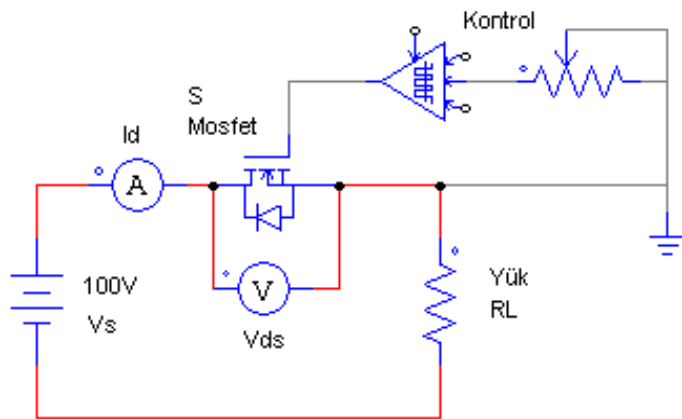 Kontrol
S
Mosfet
Id
A
100V
Vs
V
Vds
Yük
RL